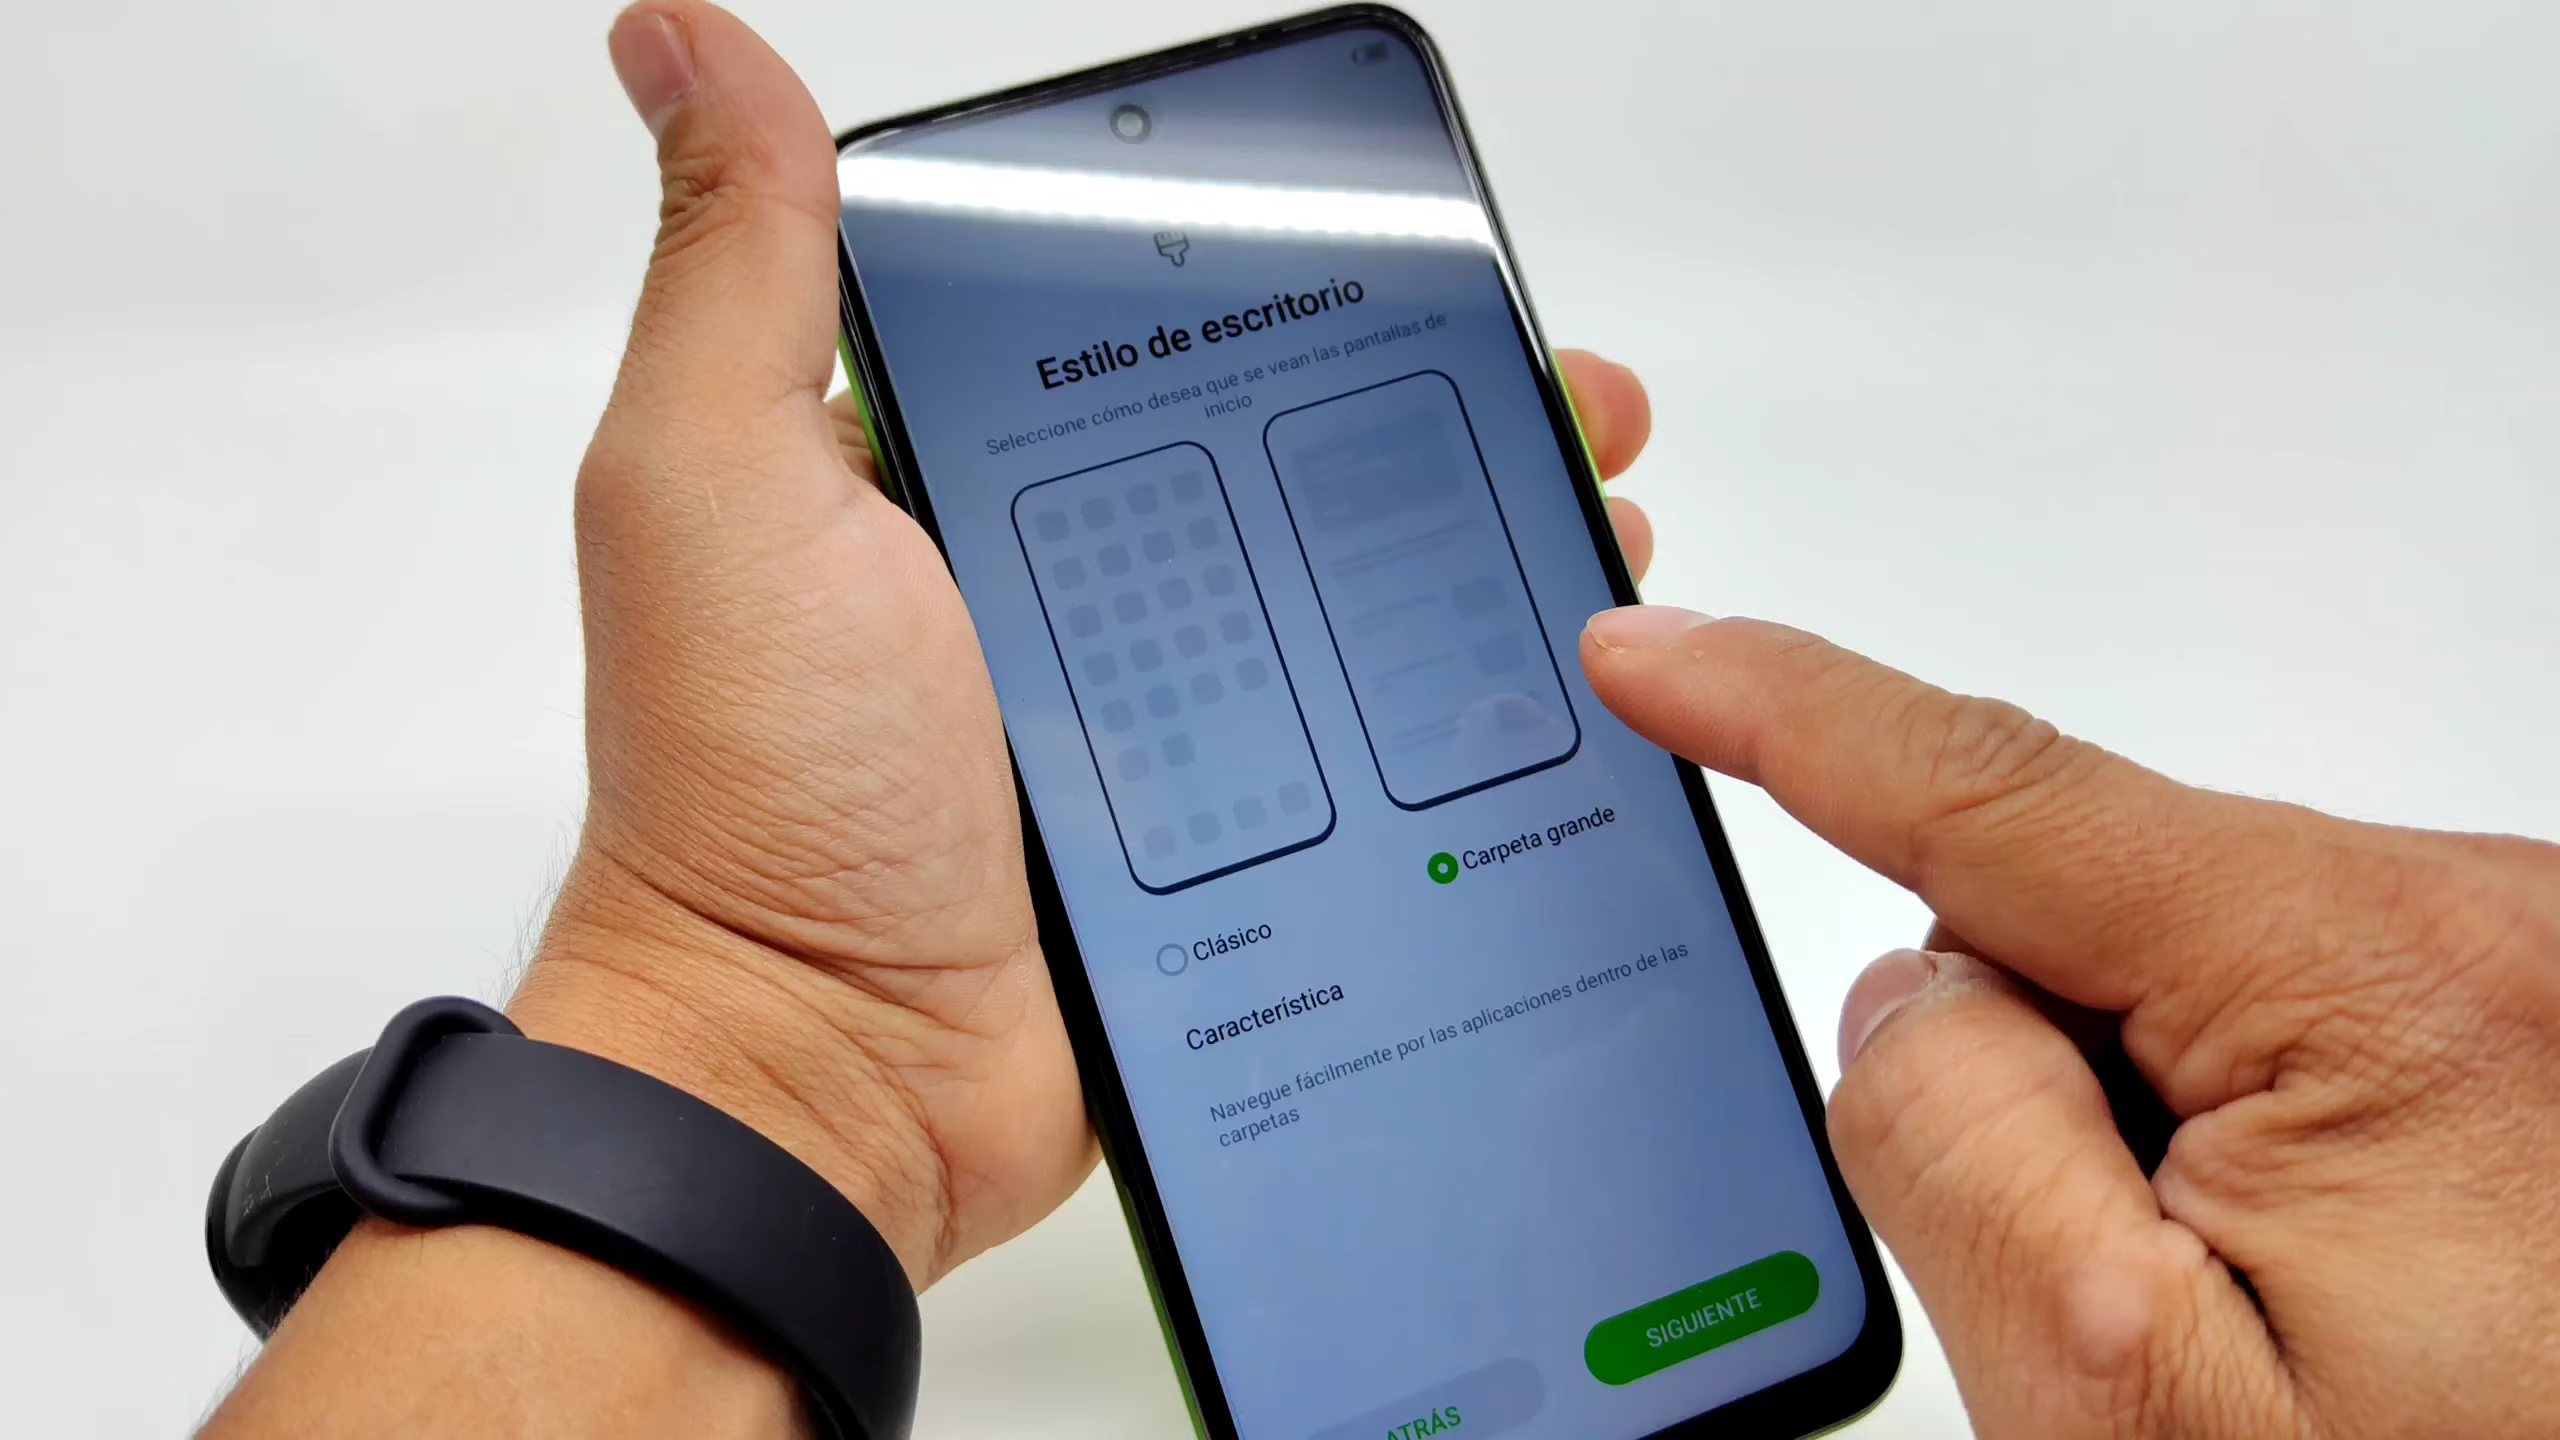 Estilo de escritorio
Seleccione cómo desea que se vean las pantallas de
inicio
Clásico
Carpeta grande
Característica
Navegue fácilmente por las aplicaciones dentro de las
carpetas
SIGUIENTE
ATRÁS